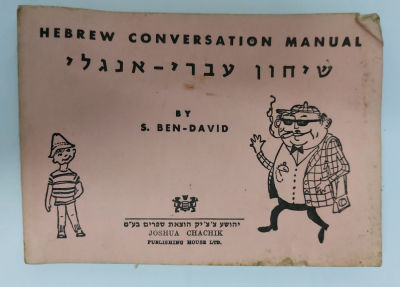 HEBREW CONVERSATION MANUAL
שיחון עברי-אנגלי
BY
S. BEN-DAVID
יהושע צ'צ'יק הוצאת ספרים בע"מ
JOSHUA CHACHIK
PUBLISHING HOUSE LTD.